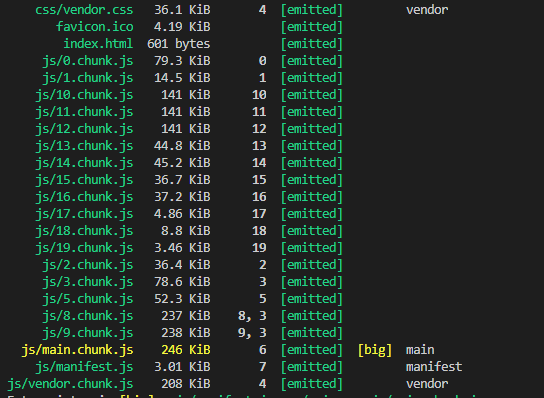 css/vendor.css 36.1 KiB 4 [emitted] vendor
favicon.ico 4.19 KiB [emitted]
index.html 601 bytes [emitted]
js/0.chunk.js 79.3 KiB 0 [emitted]
js/1.chunk.js 14.5 KiB 1 [emitted]
js/10.chunk.js 141 KiB 10 [emitted]
js/11.chunk.js 141 KiB 11 [emitted]
js/12.chunk.js 141 KiB 12 [emitted]
js/13.chunk.js 44.8 KiB 13 [emitted]
js/14.chunk.js 45.2 KiB 14 [emitted]
js/15.chunk.js 36.7 KiB 15 [emitted]
js/16.chunk.js 37.2 KiB 16 [emitted]
js/17.chunk.js 4.86 KiB 17 [emitted]
js/18.chunk.js 8.8 KiB 18 [emitted]
js/19.chunk.js 3.46 KiB 19 [emitted]
js/2.chunk.js 36.4 KiB 2 [emitted]
js/3.chunk.js 78.6 KiB 3 [emitted]
js/5.chunk.js 52.3 KiB 5 [emitted]
js/8.chunk.js 237 KiB 8, 3 [emitted]
js/9.chunk.js 238 KiB 9, 3 [emitted]
js/main.chunk.js 246 KiB 6 [emitted] [big] main
js/manifest.js 3.01 KiB 7 [emitted] manifest
js/vendor.chunk.js 208 KiB 4 [emitted] vendor